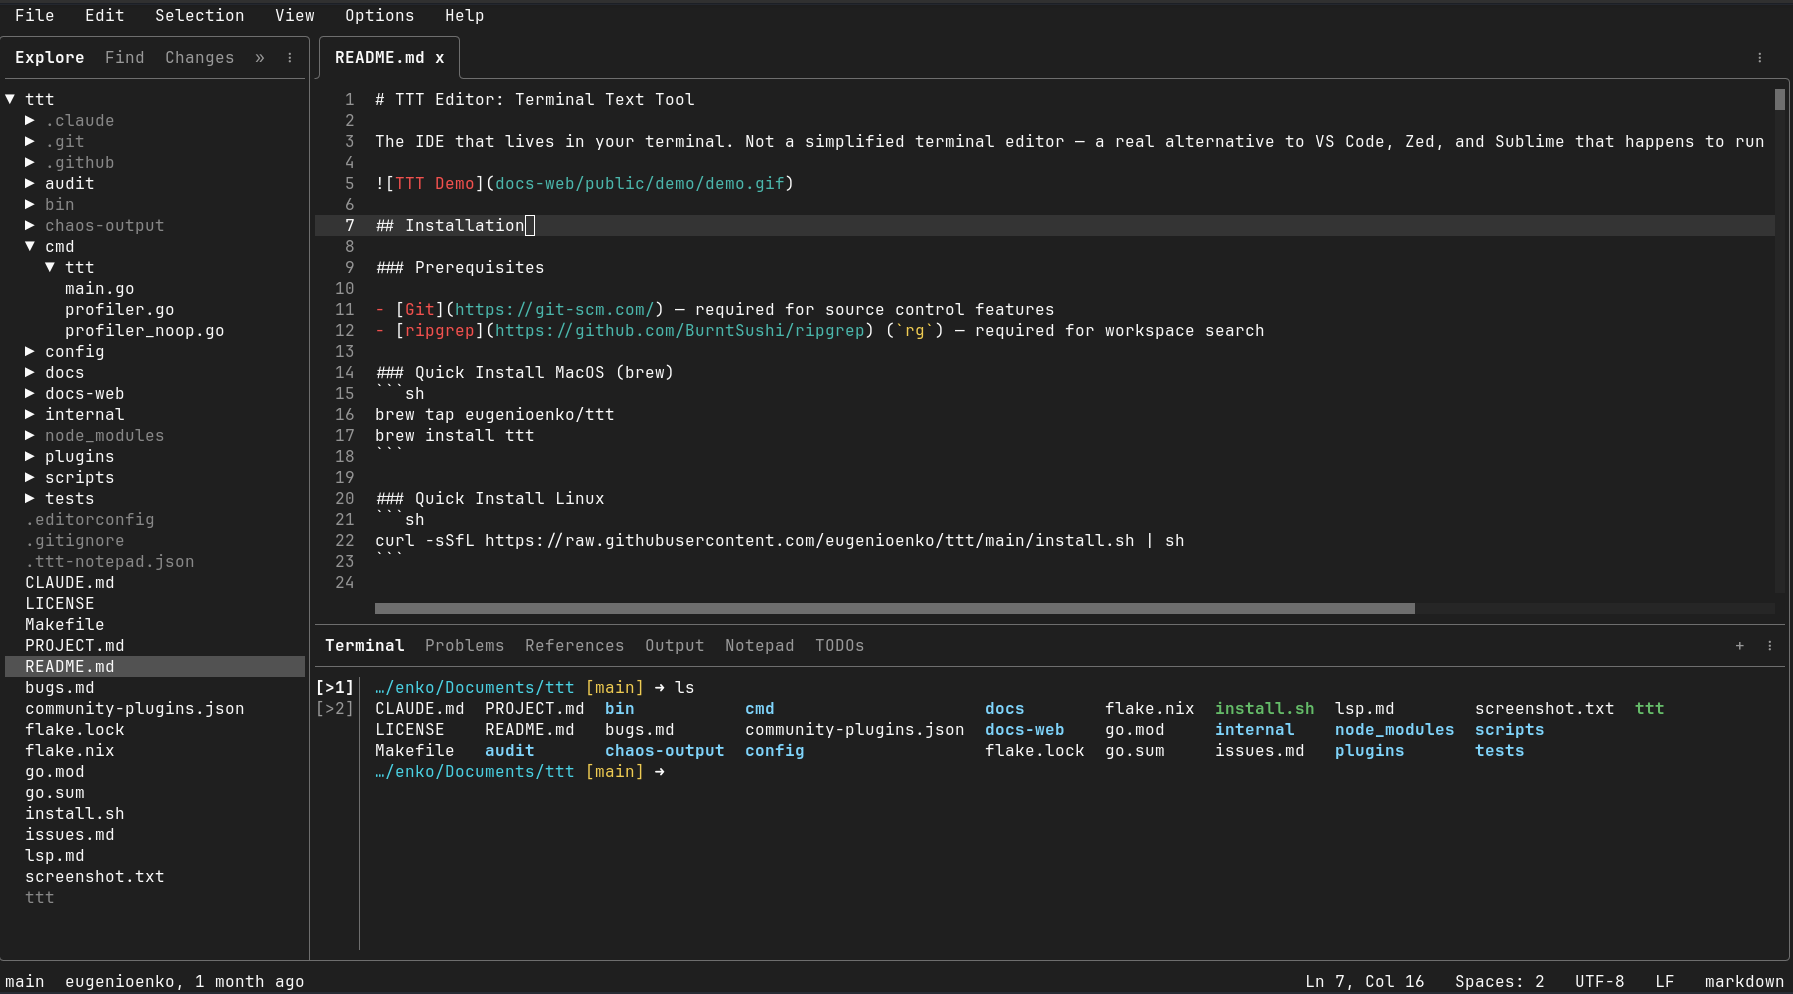 File Edit Selection View Options Help
Explore Find Changes » ⋮
▼ ttt
▶ .claude
▶ .git
▶ .github
▶ audit
▶ bin
▶ chaos-output
▼ cmd
▼ ttt
main.go
profiler.go
profiler_noop.go
▶ config
▶ docs
▶ docs-web
▶ internal
▶ node_modules
▶ plugins
▶ scripts
▶ tests
.editorconfig
.gitignore
.ttt-notepad.json
CLAUDE.md
LICENSE
Makefile
PROJECT.md
README.md
bugs.md
community-plugins.json
flake.lock
flake.nix
go.mod
go.sum
install.sh
issues.md
lsp.md
screenshot.txt
ttt
README.md x ⋮
1 # TTT Editor: Terminal Text Tool
2
3 The IDE that lives in your terminal. Not a simplified terminal editor — a real alternative to VS Code, Zed, and Sublime that happens to run
4
5 ![TTT Demo](docs-web/public/demo/demo.gif)
6
7 ## Installation
8
9 ### Prerequisites
10
11 - [Git](https://git-scm.com/) — required for source control features
12 - [ripgrep](https://github.com/BurntSushi/ripgrep) (`rg`) — required for workspace search
13
14 ### Quick Install MacOS (brew)
15 ```sh
16 brew tap eugenioenko/ttt
17 brew install ttt
18 ```
19
20 ### Quick Install Linux
21 ```sh
22 curl -sSfL https://raw.githubusercontent.com/eugenioenko/ttt/main/install.sh | sh
23 ```
24
Terminal Problems References Output Notepad TODOs + ⋮
[>1] …/enko/Documents/ttt [main] → ls
[>2] CLAUDE.md PROJECT.md bin cmd docs flake.nix install.sh lsp.md screenshot.txt ttt
LICENSE README.md bugs.md community-plugins.json docs-web go.mod internal node_modules scripts
Makefile audit chaos-output config flake.lock go.sum issues.md plugins tests
…/enko/Documents/ttt [main] →
main eugenioenko, 1 month ago Ln 7, Col 16 Spaces: 2 UTF-8 LF markdown